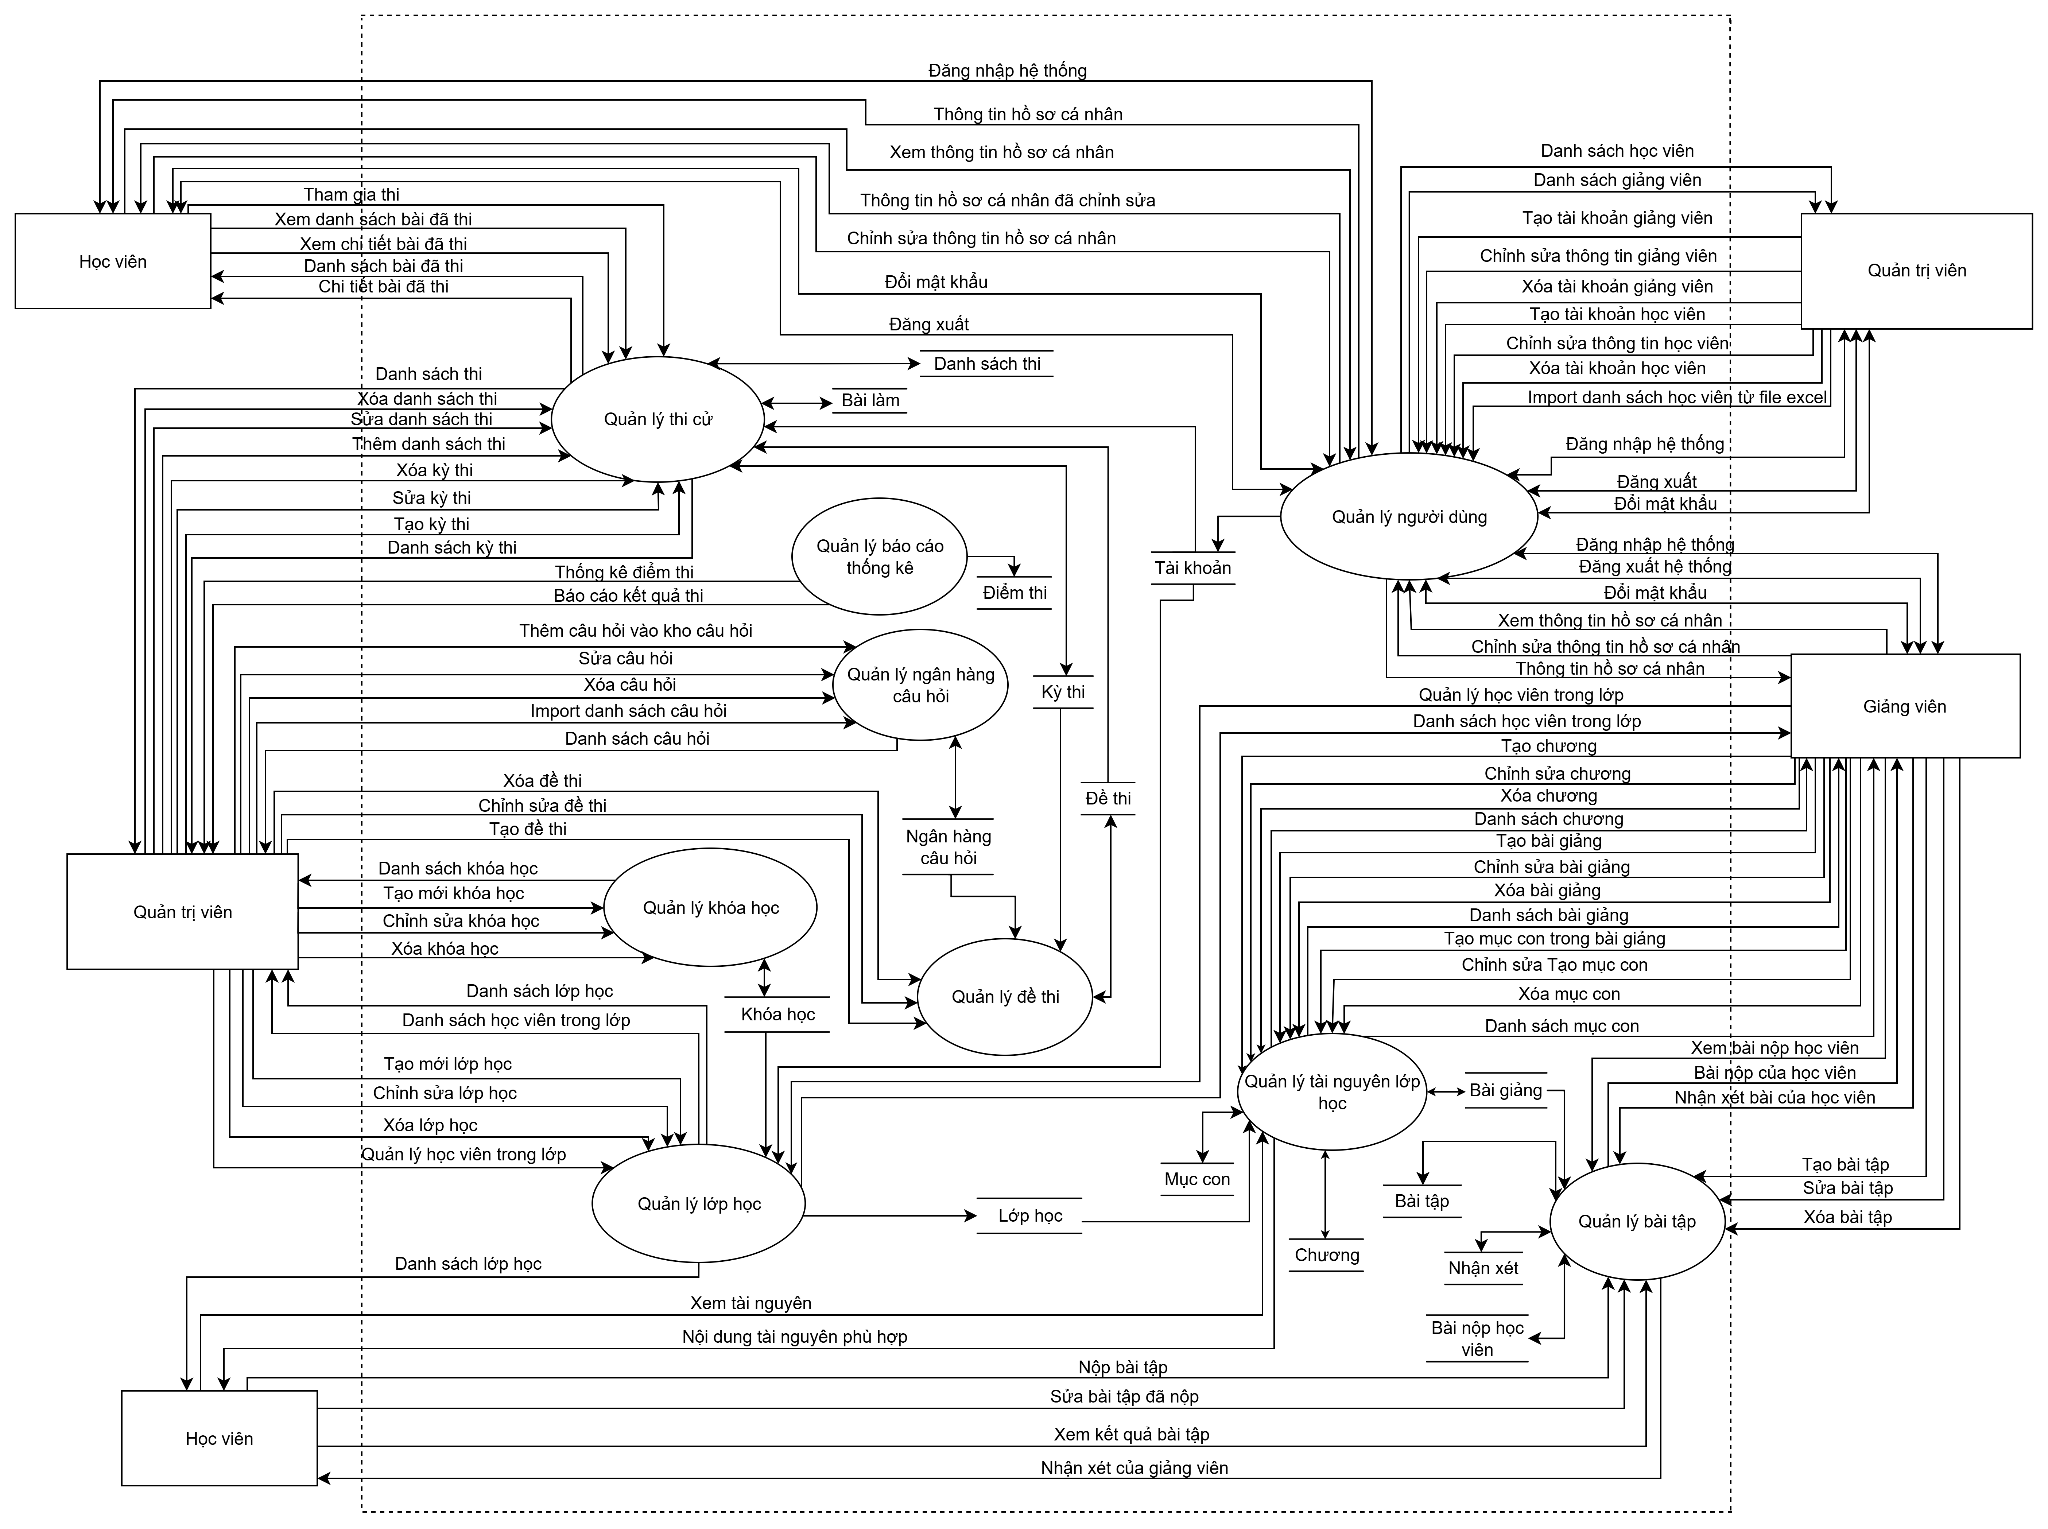 Đăng nhập hệ thống
Thông tin hồ sơ cá nhân
Xem thông tin hồ sơ cá nhân
Thông tin hồ sơ cá nhân đã chỉnh sửa
Chỉnh sửa thông tin hồ sơ cá nhân
Đổi mật khẩu
Đăng xuất
Tham gia thi
Xem danh sách bài đã thi
Xem chi tiết bài đã thi
Danh sách bài đã thi
Chi tiết bài đã thi
Học viên
Danh sách học viên
Danh sách giảng viên
Tạo tài khoản giảng viên
Chỉnh sửa thông tin giảng viên
Xóa tài khoản giảng viên
Tạo tài khoản học viên
Chỉnh sửa thông tin học viên
Xóa tài khoản học viên
Import danh sách học viên từ file excel
Quản trị viên
Đăng nhập hệ thống
Đăng xuất
Đổi mật khẩu
Danh sách thi
Bài làm
Quản lý thi cử
Danh sách thi
Xóa danh sách thi
Sửa danh sách thi
Thêm danh sách thi
Xóa kỳ thi
Sửa kỳ thi
Tạo kỳ thi
Danh sách kỳ thi
Thống kê điểm thi
Báo cáo kết quả thi
Quản lý báo cáo
thống kê
Điểm thi
Quản lý người dùng
Tài khoản
Đăng nhập hệ thống
Đăng xuất hệ thống
Đổi mật khẩu
Xem thông tin hồ sơ cá nhân
Chỉnh sửa thông tin hồ sơ cá nhân
Thông tin hồ sơ cá nhân
Quản lý học viên trong lớp
Danh sách học viên trong lớp
Giảng viên
Thêm câu hỏi vào kho câu hỏi
Sửa câu hỏi
Xóa câu hỏi
Import danh sách câu hỏi
Danh sách câu hỏi
Quản lý ngân hàng
câu hỏi
Kỳ thi
Đề thi
Ngân hàng
câu hỏi
Xóa đề thi
Chỉnh sửa đề thi
Tạo đề thi
Quản lý đề thi
Tạo chương
Chỉnh sửa chương
Xóa chương
Danh sách chương
Tạo bài giảng
Chỉnh sửa bài giảng
Xóa bài giảng
Danh sách bài giảng
Tạo mục con trong bài giảng
Chỉnh sửa Tạo mục con
Xóa mục con
Danh sách mục con
Xem bài nộp học viên
Bài nộp của học viên
Nhận xét bài của học viên
Quản trị viên
Danh sách khóa học
Tạo mới khóa học
Chỉnh sửa khóa học
Xóa khóa học
Quản lý khóa học
Khóa học
Danh sách lớp học
Danh sách học viên trong lớp
Tạo mới lớp học
Chỉnh sửa lớp học
Xóa lớp học
Quản lý học viên trong lớp
Quản lý lớp học
Lớp học
Quản lý tài nguyên lớp
học
Bài giảng
Mục con
Chương
Bài tập
Nhận xét
Bài nộp học
viên
Quản lý bài tập
Tạo bài tập
Sửa bài tập
Xóa bài tập
Danh sách lớp học
Xem tài nguyên
Nội dung tài nguyên phù hợp
Nộp bài tập
Sửa bài tập đã nộp
Xem kết quả bài tập
Nhận xét của giảng viên
Học viên